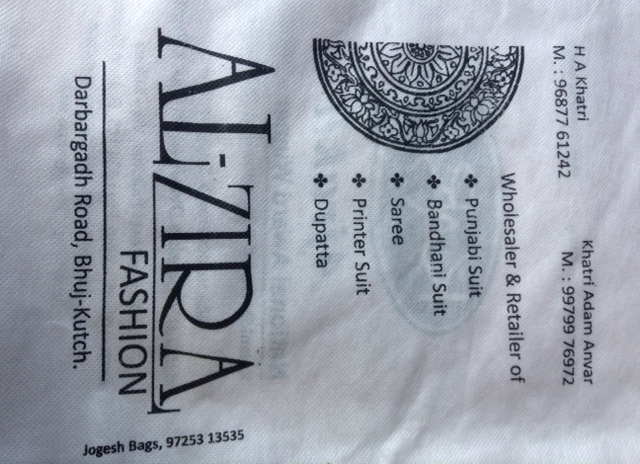 H A Khatri
M. : 96877 61242
Khatri Adam Anvar
M. : 99799 76972
Wholesaler & Retailer of
Punjabi Suit
Bandhani Suit
Saree
Printer Suit
Dupatta
AL-ZIRA
FASHION
Darbargadh Road, Bhuj-Kutch.
Jogesh Bags, 97253 13535